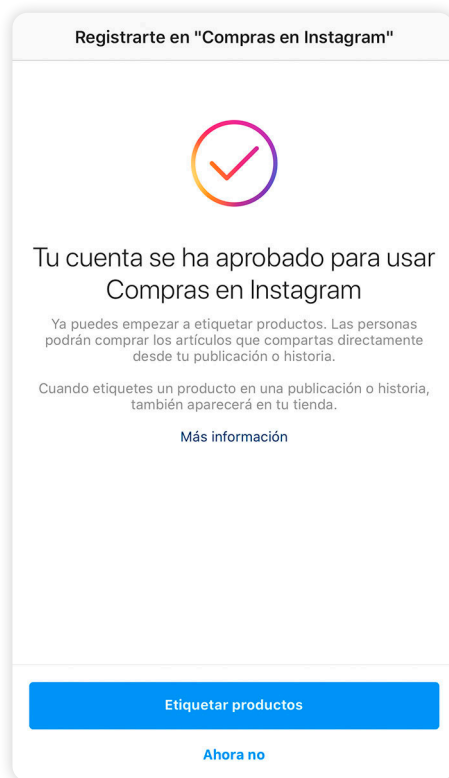 Registrarte en "Compras en Instagram"
Tu cuenta se ha aprobado para usar
Compras en Instagram
Ya puedes empezar a etiquetar productos. Las personas
podrán comprar los artículos que compartas directamente
desde tu publicación o historia.
Cuando etiquetes un producto en una publicación o historia,
también aparecerá en tu tienda.
Más información
Etiquetar productos
Ahora no